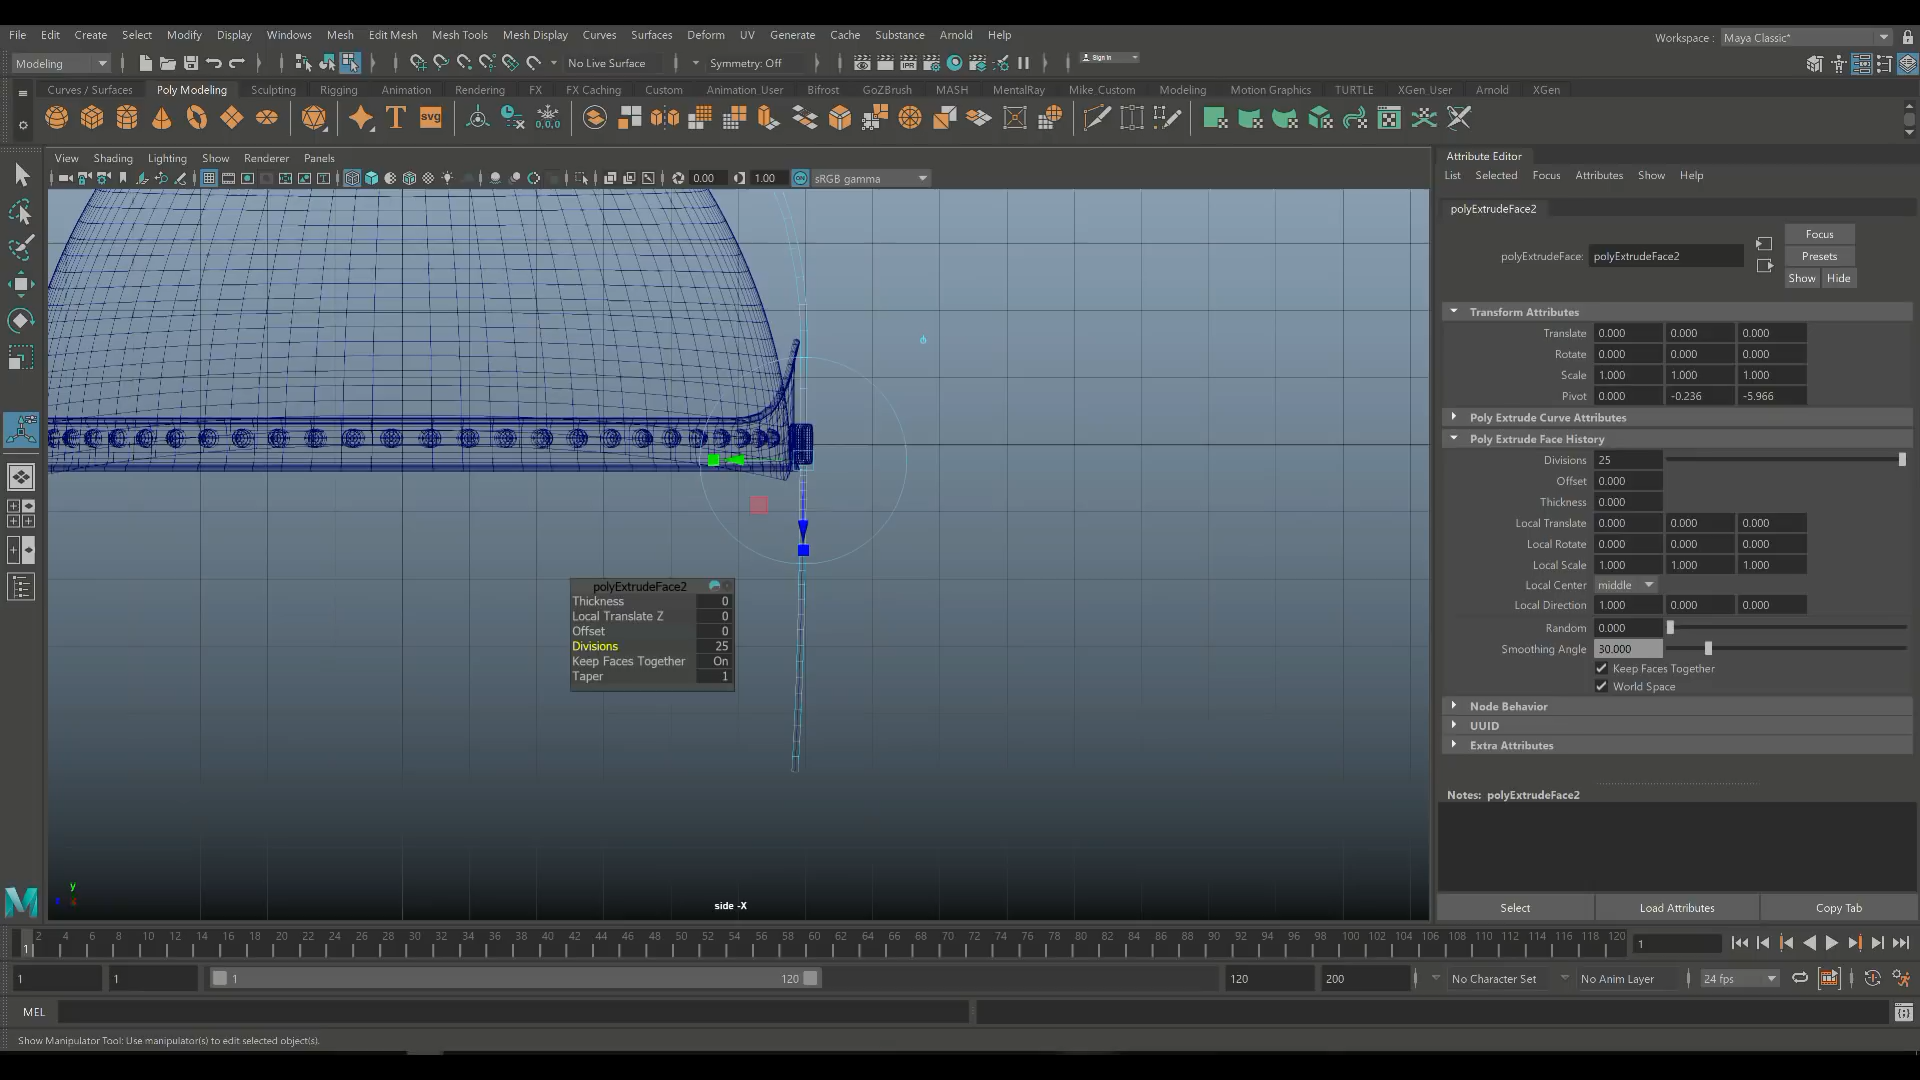 File Edit Create Select Modify Display Windows Mesh Edit Mesh Mesh Tools Mesh Display Curves Surfaces Deform UV Generate Cache Substance Arnold Help
Workspace : Maya Classic*
Modeling No Live Surface Symmetry: Off Sign In
Curves / Surfaces Poly Modeling Sculpting Rigging Animation Rendering FX FX Caching Custom Animation_User Bifrost GoZBrush MASH MentalRay Mike_Custom Modeling Motion Graphics TURTLE XGen_User Arnold XGen
T svg 0,0,0
View Shading Lighting Show Renderer Panels
0.00 1.00 ON sRGB gamma
Attribute Editor
List Selected Focus Attributes Show Help
polyExtrudeFace2
Focus
polyExtrudeFace: polyExtrudeFace2 Presets
Show Hide
Transform Attributes
Translate 0.000 0.000 0.000
Rotate 0.000 0.000 0.000
Scale 1.000 1.000 1.000
Pivot 0.000 -0.236 -5.966
Poly Extrude Curve Attributes
Poly Extrude Face History
Divisions 25
Offset 0.000
Thickness 0.000
Local Translate 0.000 0.000 0.000
Local Rotate 0.000 0.000 0.000
Local Scale 1.000 1.000 1.000
Local Center middle
Local Direction 1.000 0.000 0.000
Random 0.000
Smoothing Angle 30.000
Keep Faces Together
World Space
Node Behavior
UUID
Extra Attributes
Notes: polyExtrudeFace2
Select Load Attributes Copy Tab
polyExtrudeFace2
Thickness 0
Local Translate Z 0
Offset 0
Divisions 25
Keep Faces Together On
Taper 1
y
side -X
2 4 6 8 10 12 14 16 18 20 22 24 26 28 30 32 34 36 38 40 42 44 46 48 50 52 54 56 58 60 62 64 66 68 70 72 74 76 78 80 82 84 86 88 90 92 94 96 98 100 102 104 106 108 110 112 114 116 118 120
1 1
1 1 1 120 120 200 No Character Set No Anim Layer 24 fps
MEL
Show Manipulator Tool: Use manipulator(s) to edit selected object(s).